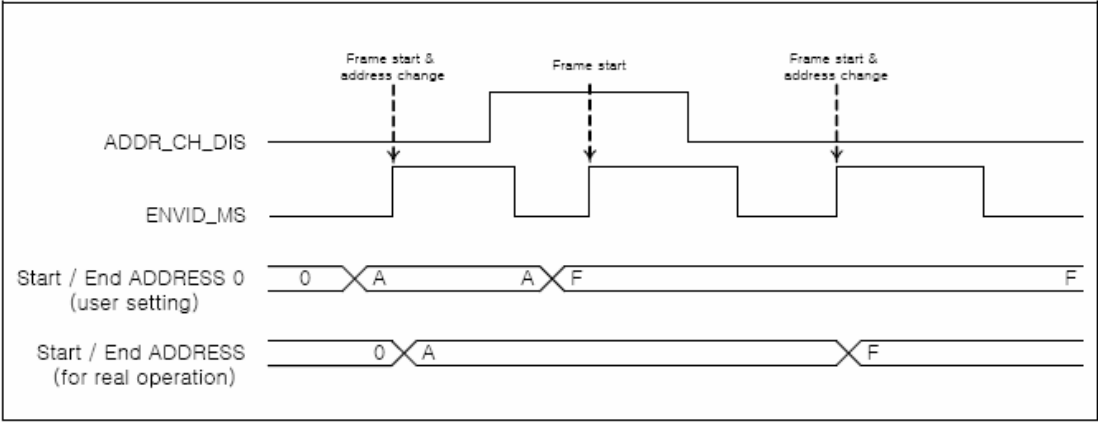 Frame start &
address change
Frame start
Frame start &
address change
ADDR_CH_DIS
ENVID_MS
Start / End ADDRESS 0
(user setting)
0 A A F F
Start / End ADDRESS
(for real operation)
0 A F